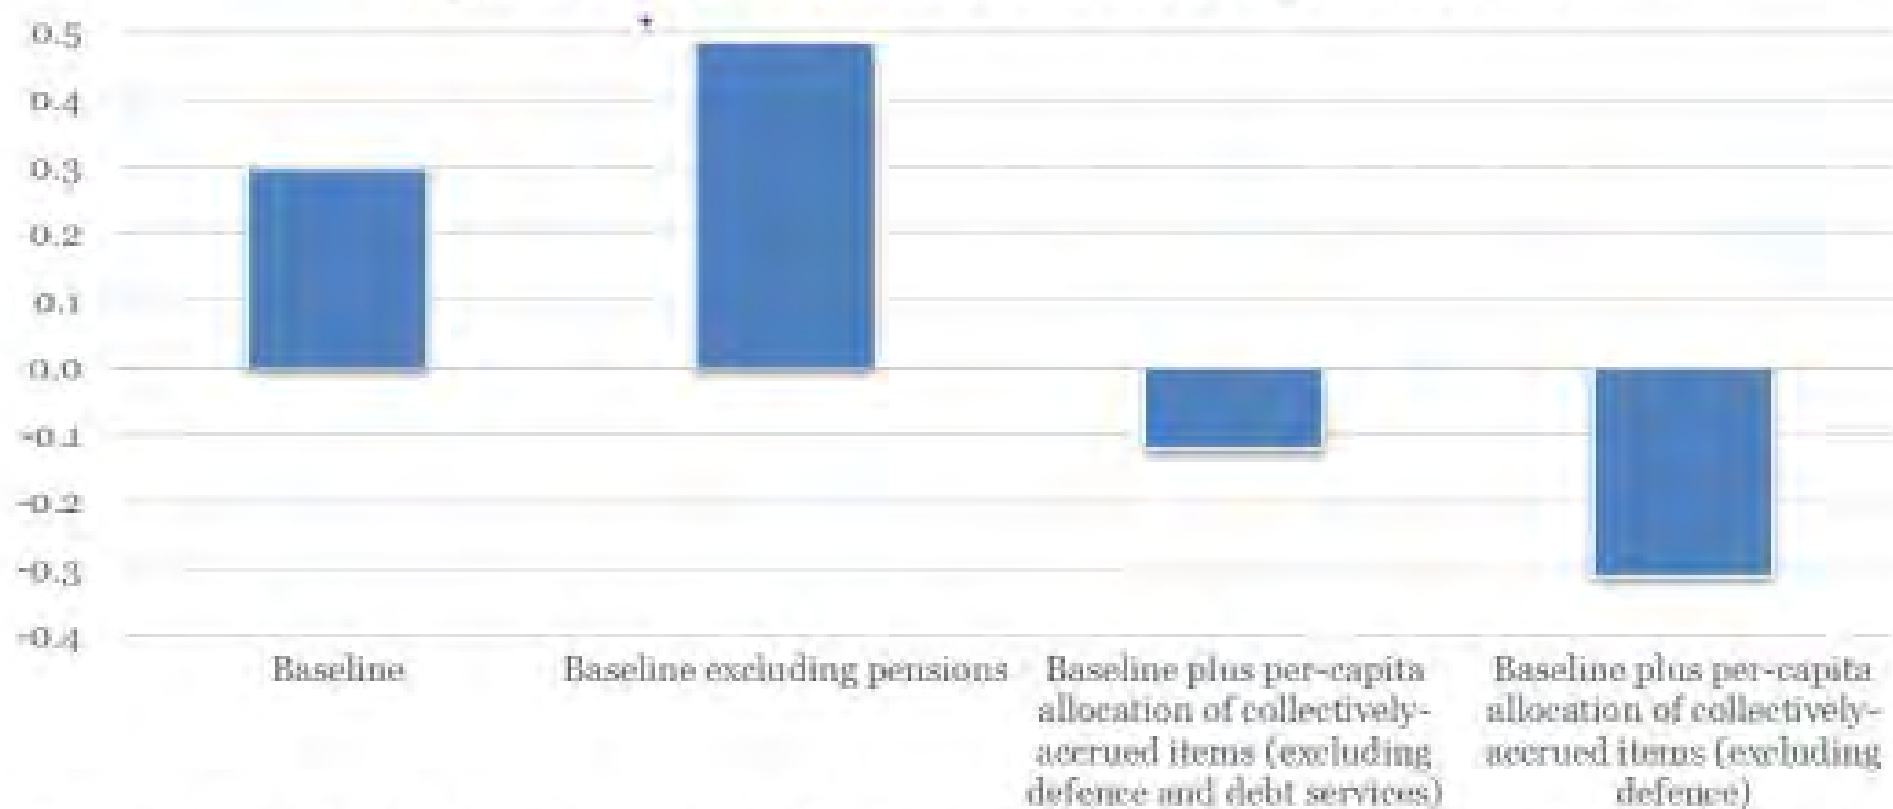 0.5
0.4
0.3
0.2
0.1
0.0
-0.1
-0.2
-0.3
-0.4
Baseline
Baseline excluding pensions
Baseline plus per-capita
allocation of collectively-
accrued items (excluding
defence and debt services)
Baseline plus per-capita
allocation of collectively-
accrued items (excluding
defence)